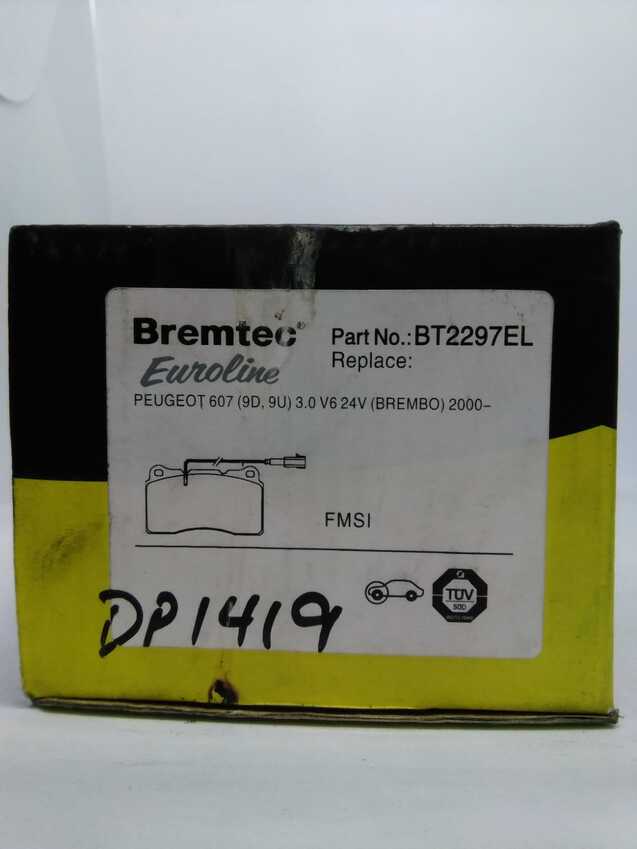 Bremtec®
Euroline
Part No.: BT2297EL
Replace:
PEUGEOT 607 (9D, 9U) 3.0 V6 24V (BREMBO) 2000–
FMSI
DP1419
TÜV
SÜD